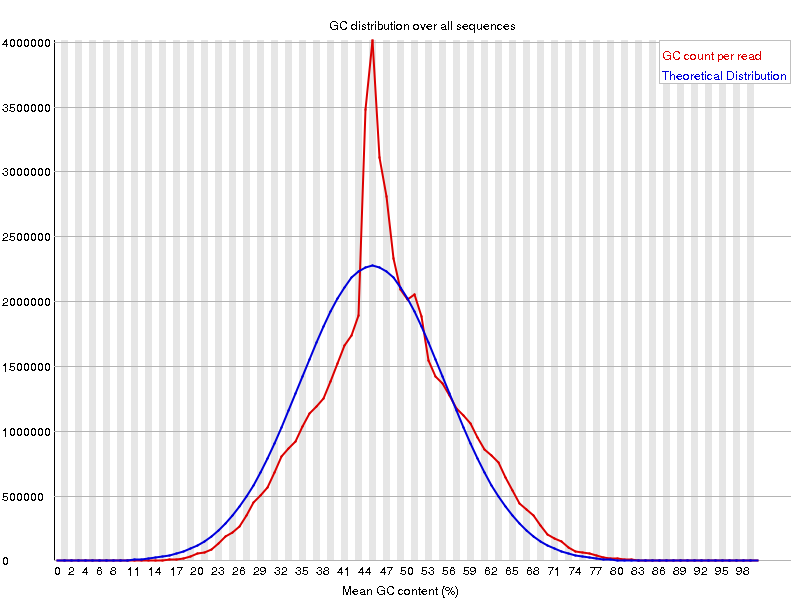 GC distribution over all sequences
GC count per read
Theoretical Distribution
4000000
3500000
3000000
2500000
2000000
1500000
1000000
500000
0
0 2 4 6 8 11 14 17 20 23 26 29 32 35 38 41 44 47 50 53 56 59 62 65 68 71 74 77 80 83 86 89 92 95 98
Mean GC content (%)